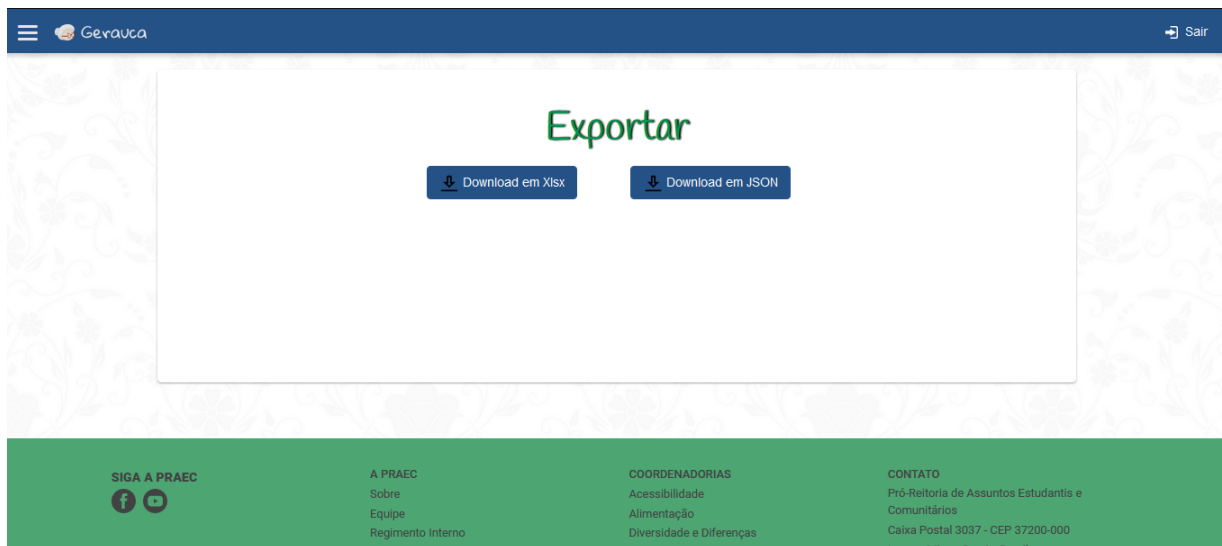 Gerauca
Sair
Exportar
Download em Xlsx
Download em JSON
SIGA A PRAEC
A PRAEC
Sobre
Equipe
Regimento Interno
COORDENADORIAS
Acessibilidade
Alimentação
Diversidade e Diferenças
CONTATO
Pró-Reitoria de Assuntos Estudantis e
Comunitários
Caixa Postal 3037 - CEP 37200-000